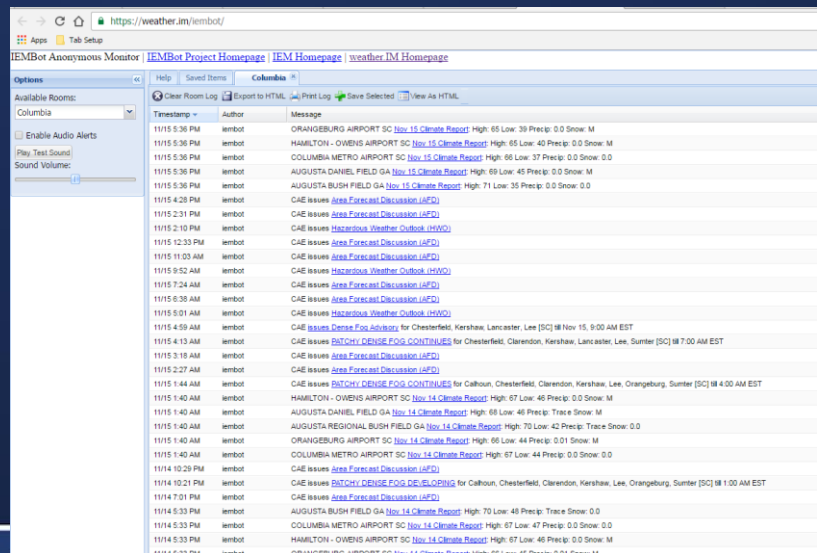 https://weather.im/iembot/
Apps Tab Setup
IEMBot Anonymous Monitor | IEMBot Project Homepage | IEM Homepage | weather.IM Homepage
Options
Available Rooms:
Columbia
Enable Audio Alerts
Play Test Sound
Sound Volume:
Help Saved Items Columbia
Clear Room Log Export to HTML Print Log Save Selected View As HTML
Timestamp Author Message
11/15 5:36 PM iembot ORANGEBURG AIRPORT SC Nov 15 Climate Report: High: 65 Low: 39 Precip: 0.0 Snow: M
11/15 5:36 PM iembot HAMILTON - OWENS AIRPORT SC Nov 15 Climate Report: High: 65 Low: 40 Precip: 0.0 Snow: M
11/15 5:36 PM iembot COLUMBIA METRO AIRPORT SC Nov 15 Climate Report: High: 66 Low: 37 Precip: 0.0 Snow: 0.0
11/15 5:36 PM iembot AUGUSTA DANIEL FIELD GA Nov 15 Climate Report: High: 69 Low: 45 Precip: 0.0 Snow: M
11/15 5:36 PM iembot AUGUSTA BUSH FIELD GA Nov 15 Climate Report: High: 71 Low: 35 Precip: 0.0 Snow: 0.0
11/15 4:28 PM iembot CAE issues Area Forecast Discussion (AFD)
11/15 2:31 PM iembot CAE issues Area Forecast Discussion (AFD)
11/15 2:10 PM iembot CAE issues Hazardous Weather Outlook (HWO)
11/15 12:33 PM iembot CAE issues Area Forecast Discussion (AFD)
11/15 11:03 AM iembot CAE issues Area Forecast Discussion (AFD)
11/15 9:52 AM iembot CAE issues Hazardous Weather Outlook (HWO)
11/15 7:24 AM iembot CAE issues Area Forecast Discussion (AFD)
11/15 6:38 AM iembot CAE issues Area Forecast Discussion (AFD)
11/15 5:01 AM iembot CAE issues Hazardous Weather Outlook (HWO)
11/15 4:59 AM iembot CAE issues Dense Fog Advisory for Chesterfield, Kershaw, Lancaster, Lee [SC] till Nov 15, 9:00 AM EST
11/15 4:13 AM iembot CAE issues PATCHY DENSE FOG CONTINUES for Chesterfield, Clarendon, Kershaw, Lancaster, Lee, Sumter [SC] till 7:00 AM EST
11/15 3:18 AM iembot CAE issues Area Forecast Discussion (AFD)
11/15 2:27 AM iembot CAE issues Area Forecast Discussion (AFD)
11/15 1:44 AM iembot CAE issues PATCHY DENSE FOG CONTINUES for Calhoun, Chesterfield, Clarendon, Kershaw, Lee, Orangeburg, Sumter [SC] till 4:00 AM EST
11/15 1:40 AM iembot HAMILTON - OWENS AIRPORT SC Nov 14 Climate Report: High: 67 Low: 46 Precip: 0.0 Snow: M
11/15 1:40 AM iembot AUGUSTA DANIEL FIELD GA Nov 14 Climate Report: High: 68 Low: 46 Precip: Trace Snow: M
11/15 1:40 AM iembot AUGUSTA REGIONAL BUSH FIELD GA Nov 14 Climate Report: High: 70 Low: 42 Precip: Trace Snow: 0.0
11/15 1:40 AM iembot ORANGEBURG AIRPORT SC Nov 14 Climate Report: High: 66 Low: 44 Precip: 0.01 Snow: M
11/15 1:40 AM iembot COLUMBIA METRO AIRPORT SC Nov 14 Climate Report: High: 67 Low: 44 Precip: 0.0 Snow: 0.0
11/14 10:29 PM iembot CAE issues Area Forecast Discussion (AFD)
11/14 10:21 PM iembot CAE issues PATCHY DENSE FOG DEVELOPING for Calhoun, Chesterfield, Clarendon, Kershaw, Lee, Orangeburg, Sumter [SC] till 1:00 AM EST
11/14 7:01 PM iembot CAE issues Area Forecast Discussion (AFD)
11/14 5:33 PM iembot AUGUSTA BUSH FIELD GA Nov 14 Climate Report: High: 70 Low: 48 Precip: Trace Snow: 0.0
11/14 5:33 PM iembot COLUMBIA METRO AIRPORT SC Nov 14 Climate Report: High: 67 Low: 47 Precip: 0.0 Snow: 0.0
11/14 5:33 PM iembot HAMILTON - OWENS AIRPORT SC Nov 14 Climate Report: High: 67 Low: 46 Precip: 0.0 Snow: M